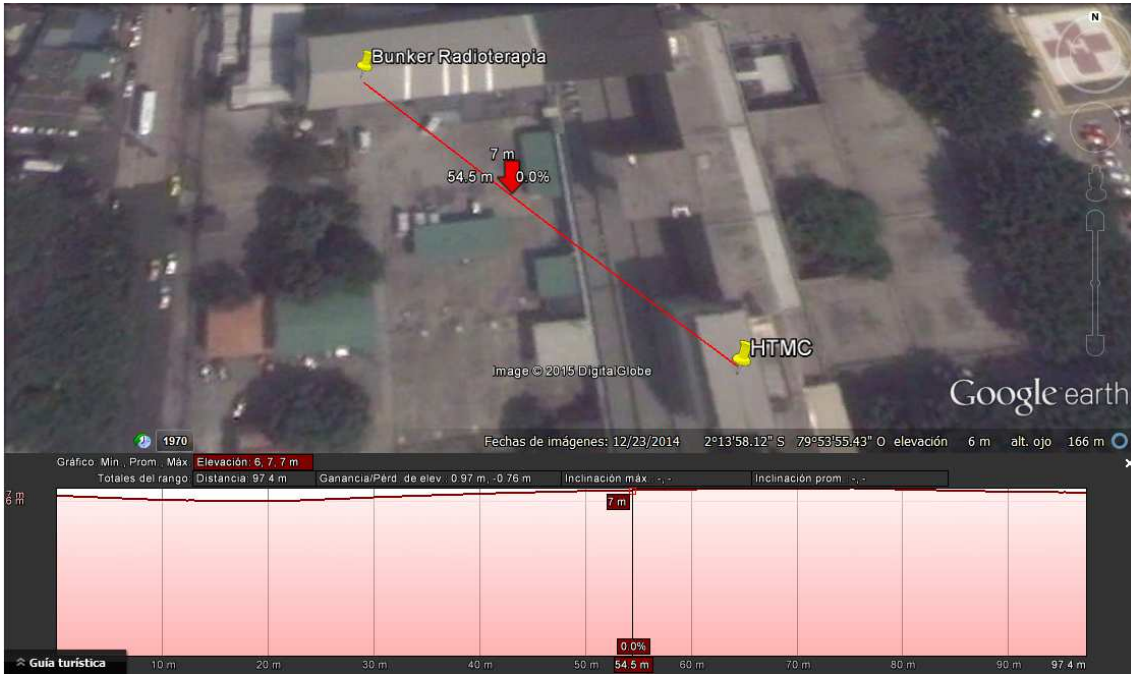 N
Bunker Radioterapia
7 m
54.5 m 0.0%
HTMC
Image © 2015 DigitalGlobe
Google earth
1970
Fechas de imágenes: 12/23/2014 2°13'58.12" S 79°53'55.43" O elevación 6 m alt. ojo 166 m
Gráfico: Mín., Prom., Máx. Elevación: 6, 7, 7 m
Totales del rango: Distancia: 97.4 m Ganancia/Pérd. de elev.: 0.97 m, -0.76 m Inclinación máx.: -, - Inclinación prom.: -, -
7 m
6 m
7 m
0.0%
Guía turística 10 m 20 m 30 m 40 m 50 m 54.5 m 60 m 70 m 80 m 90 m 97.4 m